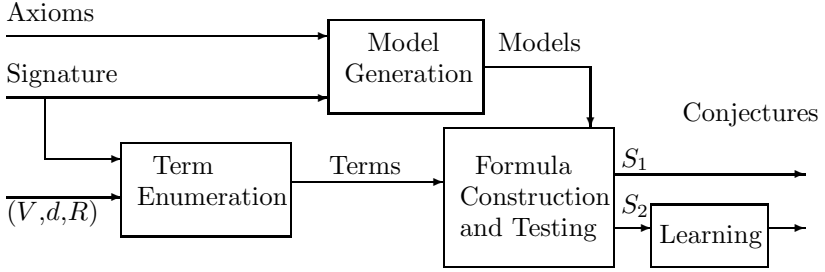 Axioms
Model
Generation
Models
Signature
Conjectures
Term
Enumeration
Terms
Formula
Construction
and Testing
S1
(V,d,R)
S2
Learning